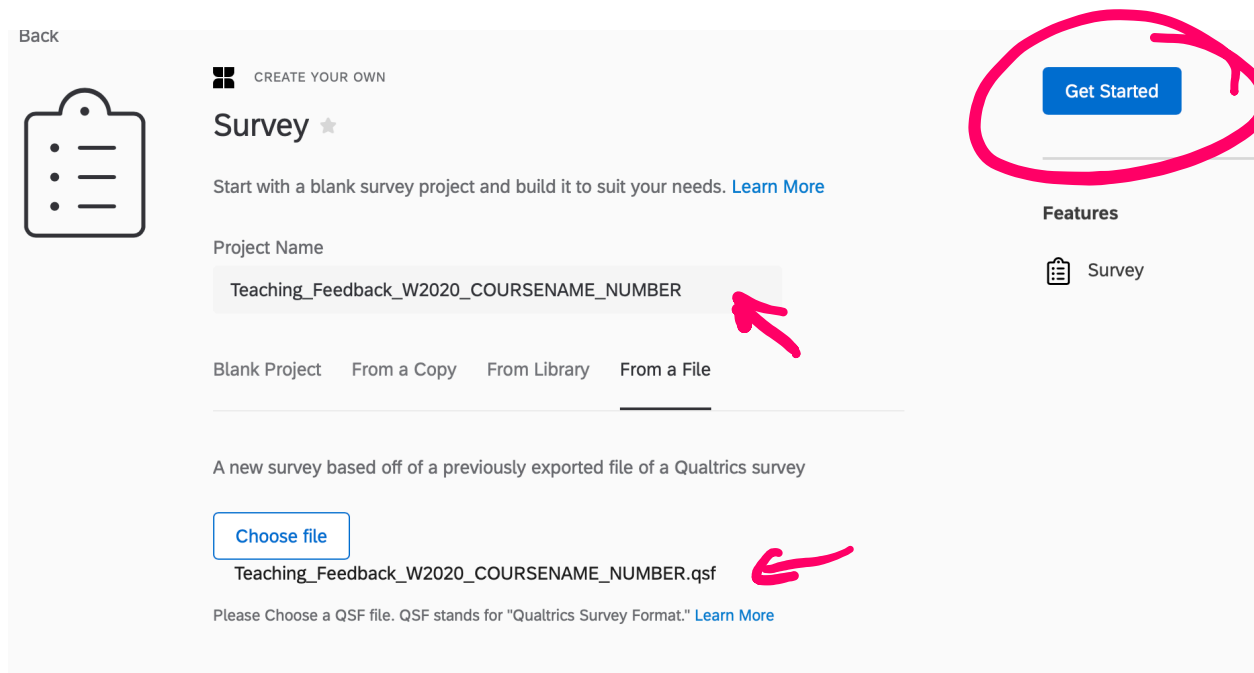 Back
CREATE YOUR OWN
Survey
Get Started
Start with a blank survey project and build it to suit your needs. Learn More
Features
Survey
Project Name
Teaching_Feedback_W2020_COURSENAME_NUMBER
Blank Project From a Copy From Library From a File
A new survey based off of a previously exported file of a Qualtrics survey
Choose file
Teaching_Feedback_W2020_COURSENAME_NUMBER.qsf
Please Choose a QSF file. QSF stands for "Qualtrics Survey Format." Learn More